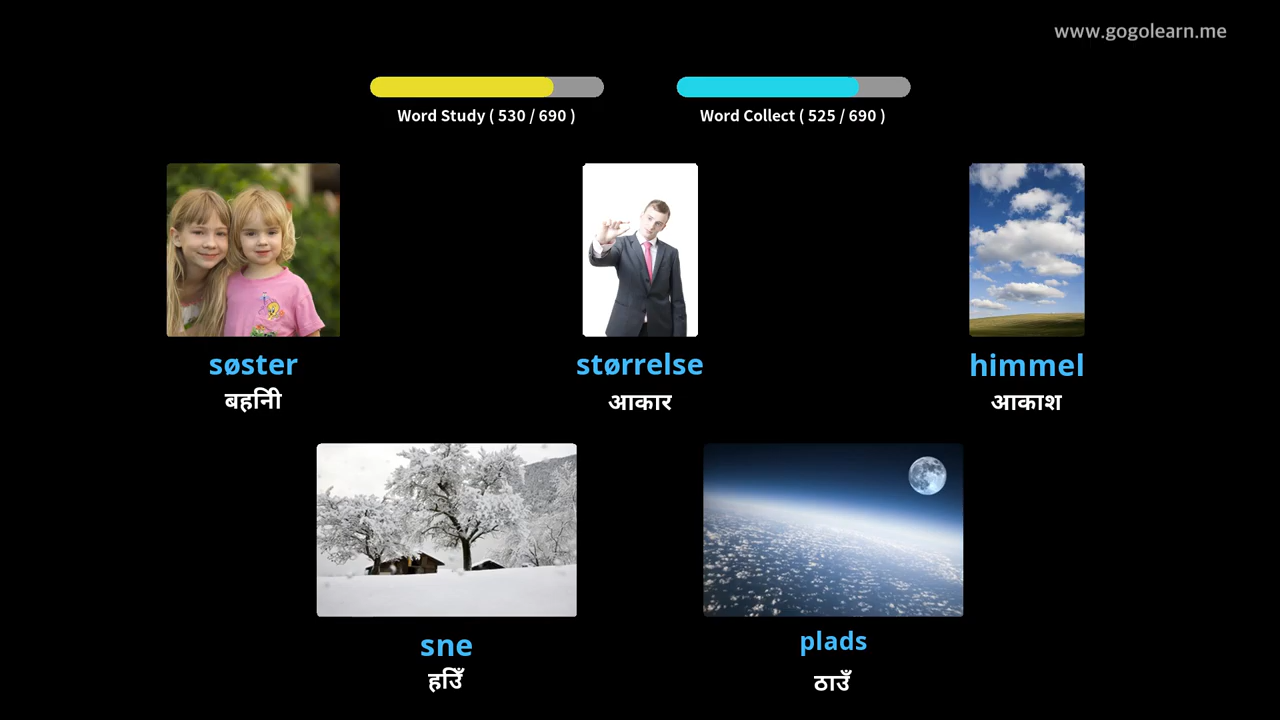 www.gogolearn.me
Word Study ( 530 / 690 )
Word Collect ( 525 / 690 )
søster
størrelse
himmel
बहिनी
आकार
आकाश
sne
plads
हिउँ
ठाउँ